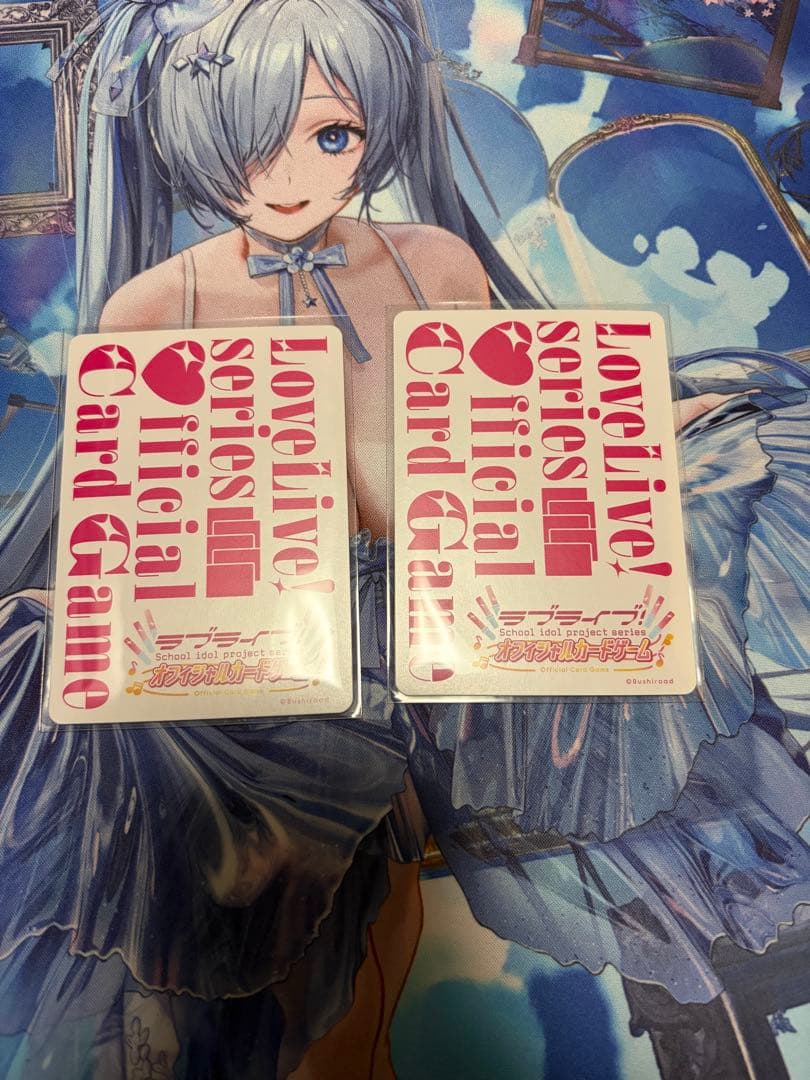 LoveLive!
series
Official
Card Game
ラブライブ!
School idol project series
オフィシャルカードゲーム
Official Card Game
©Bushiroad
LoveLive!
series
Official
Card Game
ラブライブ!
School idol project series
オフィシャルカードゲーム
Official Card Game
©Bushiroad